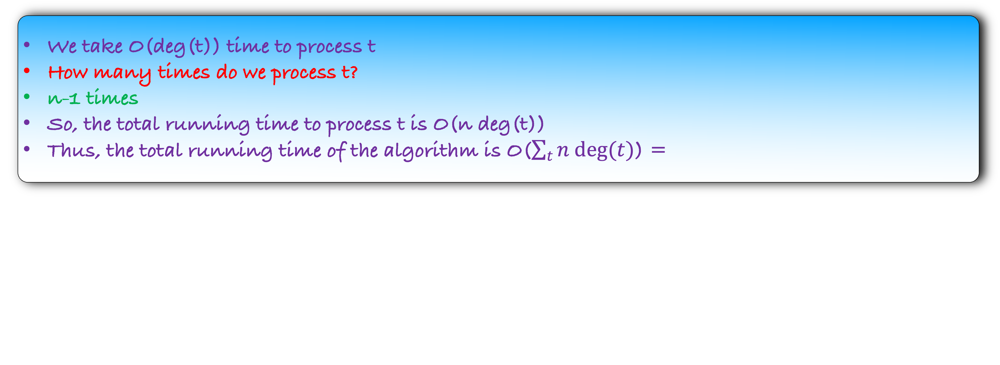 • We take O(deg(t)) time to process t
• How many times do we process t?
• n-1 times
• So, the total running time to process t is O(n deg(t))
• Thus, the total running time of the algorithm is O(∑ₜ n deg(t)) =